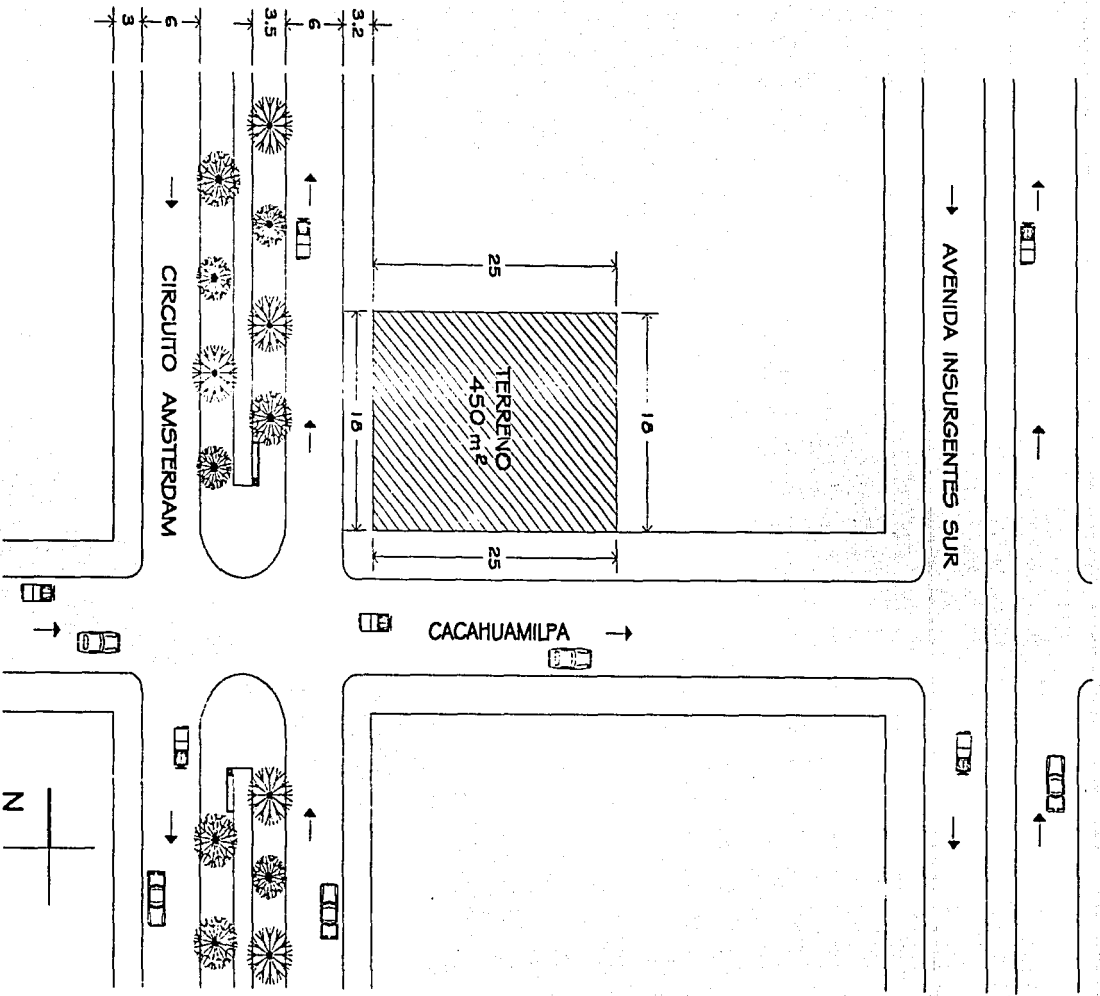 3
6
3.5
6
3.2
25
18
TERRENO
450 m²
18
25
CIRCUITO AMSTERDAM
AVENIDA INSURGENTES SUR
CACAHUAMILPA
N